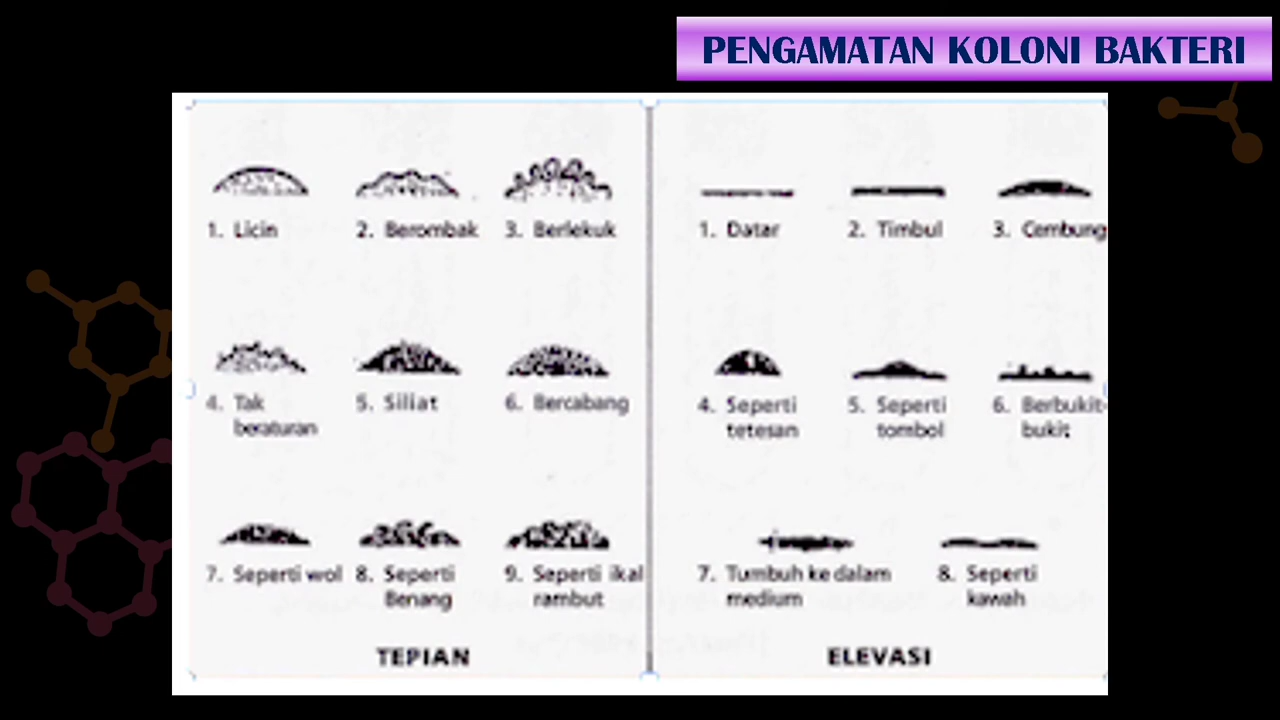 PENGAMATAN KOLONI BAKTERI
1. Licin
2. Berombak
3. Berlekuk
4. Tak
beraturan
5. Siliat
6. Bercabang
7. Seperti wol
8. Seperti
Benang
9. Seperti ikal
rambut
TEPIAN
1. Datar
2. Timbul
3. Cembung
4. Seperti
tetesan
5. Seperti
tombol
6. Berbukit-
bukit
7. Tumbuh ke dalam
medium
8. Seperti
kawah
ELEVASI